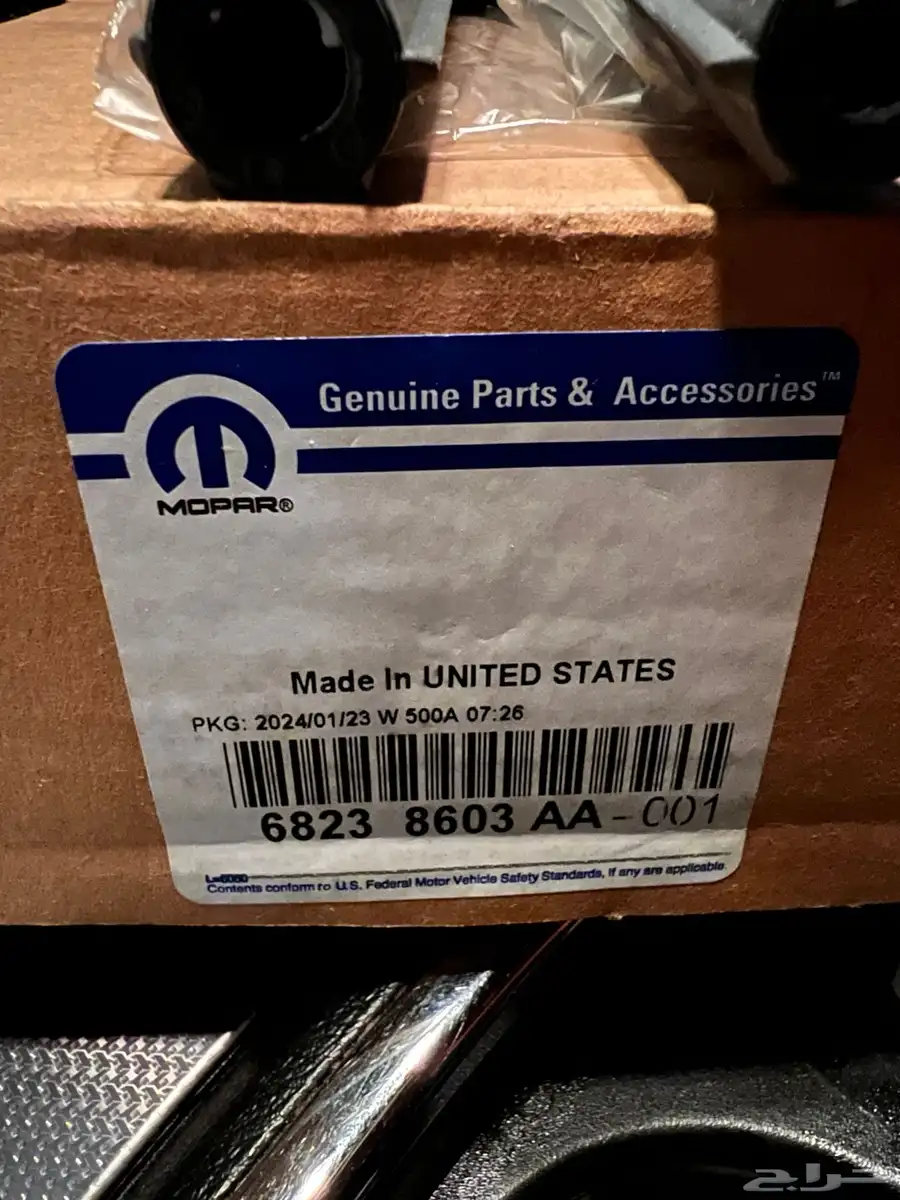 Genuine Parts & Accessories™
MOPAR®
Made In UNITED STATES
PKG: 2024/01/23 W 500A 07:26
6823 8603 AA-001
L=6060
Contents conform to U.S. Federal Motor Vehicle Safety Standards, if any are applicable.
حراج